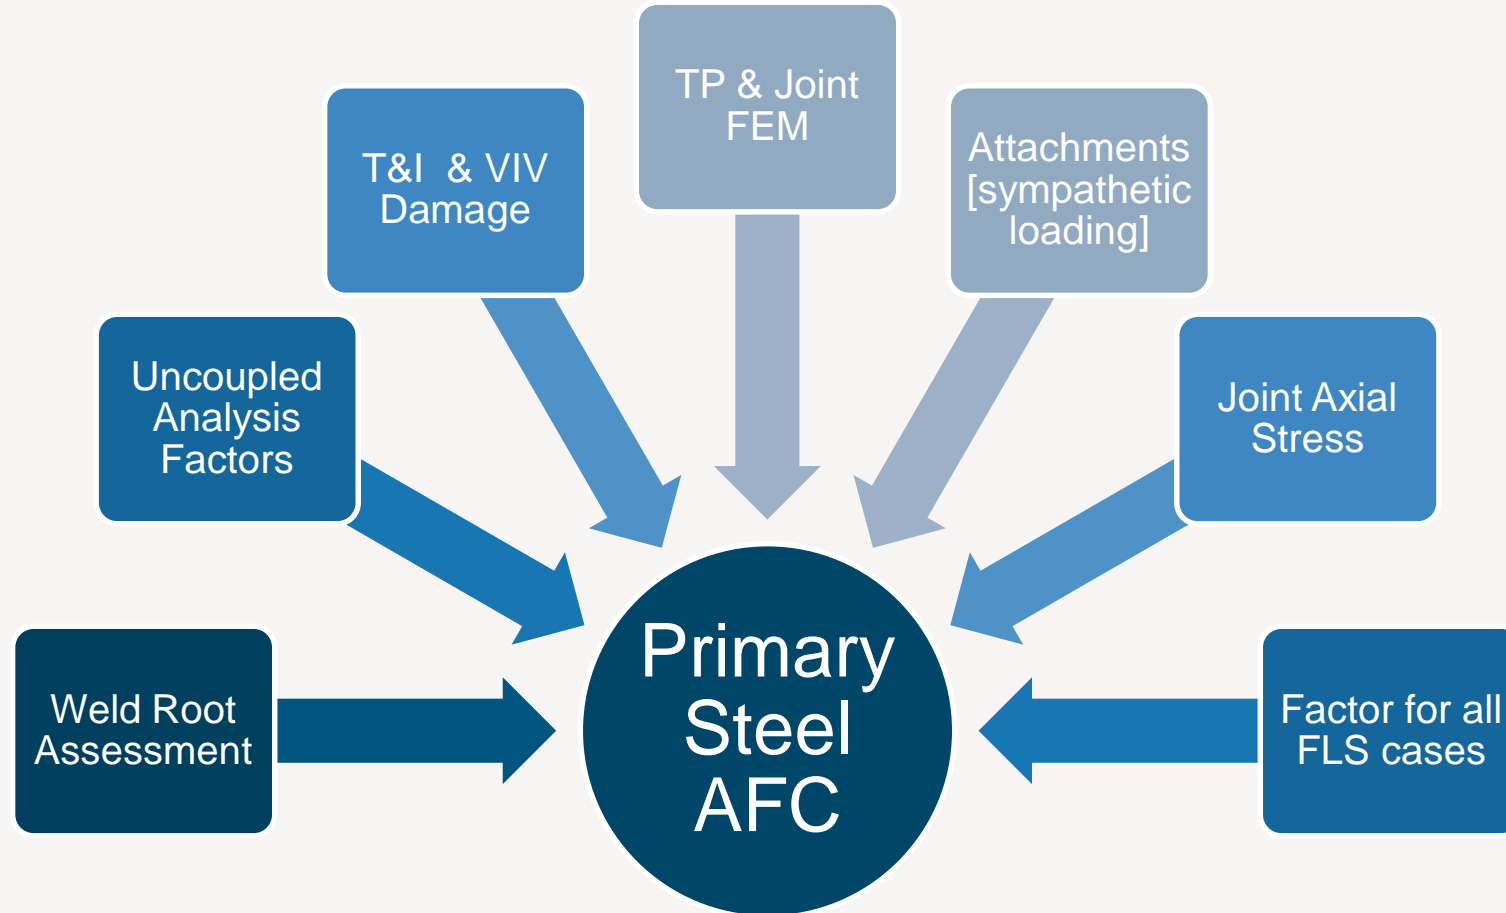 TP & Joint
FEM
T&I & VIV
Damage
Attachments
[sympathetic
loading]
Uncoupled
Analysis
Factors
Joint Axial
Stress
Weld Root
Assessment
Primary
Steel
AFC
Factor for all
FLS cases